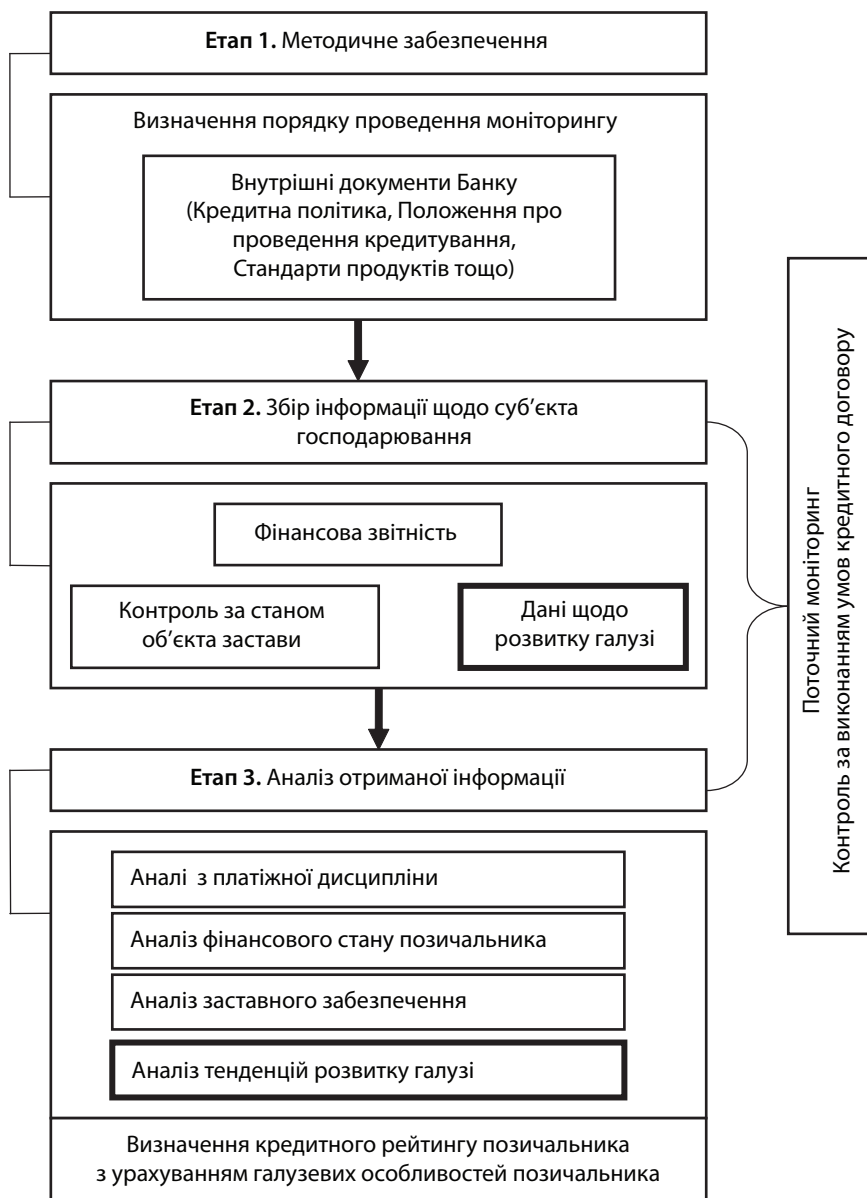 Етап 1. Методичне забезпечення
Визначення порядку проведення моніторингу
Внутрішні документи Банку
(Кредитна політика, Положення про
проведення кредитування,
Стандарти продуктів тощо)
Етап 2. Збір інформації щодо суб’єкта
господарювання
Фінансова звітність
Контроль за станом
об’єкта застави
Дані щодо
розвитку галузі
Етап 3. Аналіз отриманої інформації
Аналі з платіжної дисципліни
Аналіз фінансового стану позичальника
Аналіз заставного забезпечення
Аналіз тенденцій розвитку галузі
Визначення кредитного рейтингу позичальника
з урахуванням галузевих особливостей позичальника
Поточний моніторинг
Контроль за виконанням умов кредитного договору